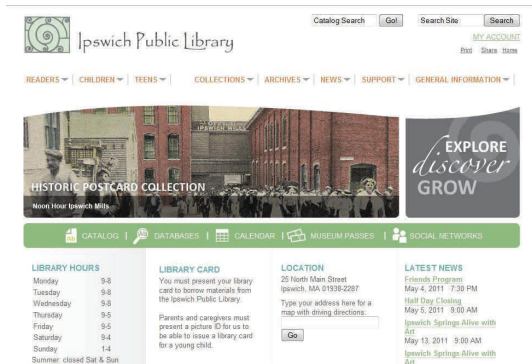 Catalog Search Go! Search Site Search
Ipswich Public Library
MY ACCOUNT
Print Share Home
READERS CHILDREN TEENS COLLECTIONS ARCHIVES NEWS SUPPORT GENERAL INFORMATION
IPSWICH MILLS
HISTORIC POSTCARD COLLECTION
Noon Hour Ipswich Mills
EXPLORE
discover
GROW
CATALOG | DATABASES | CALENDAR | MUSEUM PASSES | SOCIAL NETWORKS
LIBRARY HOURS
Monday 9-8
Tuesday 9-8
Wednesday 9-8
Thursday 9-5
Friday 9-5
Saturday 9-4
Sunday 1-4
Summer: closed Sat & Sun
LIBRARY CARD
You must present your library
card to borrow materials from
the Ipswich Public Library.
Parents and caregivers must
present a picture ID for us to
be able to issue a library card
for a young child.
LOCATION
25 North Main Street
Ipswich, MA 01938-2287
Type your address here for a
map with driving directions:
Go
LATEST NEWS
Friends Program
May 4, 2011 7:30 PM
Half Day Closing
May 5, 2011 9:00 AM
Ipswich Springs Alive with
Art
May 13, 2011 9:00 AM
Ipswich Springs Alive with
Art